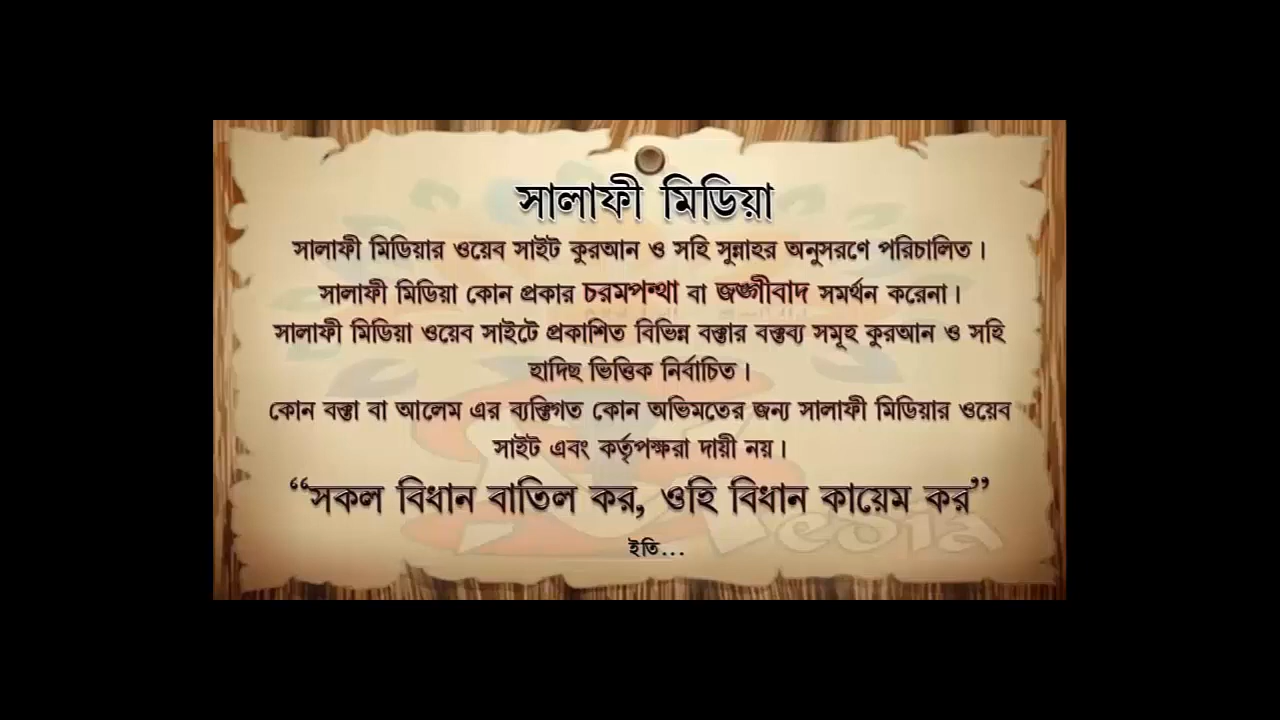 সালাফী মিডিয়া
সালাফী মিডিয়ার ওয়েব সাইট কুরআন ও সহি সুন্নাহর অনুসরণে পরিচালিত।
সালাফী মিডিয়া কোন প্রকার চরমপন্থা বা জঙ্গীবাদ সমর্থন করেনা।
সালাফী মিডিয়া ওয়েব সাইটে প্রকাশিত বিভিন্ন বক্তার বক্তব্য সমূহ কুরআন ও সহি
হাদিছ ভিত্তিক নির্বাচিত।
কোন বক্তা বা আলেম এর ব্যক্তিগত কোন অভিমতের জন্য সালাফী মিডিয়ার ওয়েব
সাইট এবং কর্তৃপক্ষরা দায়ী নয়।
“সকল বিধান বাতিল কর, ওহি বিধান কায়েম কর”
ইতি...